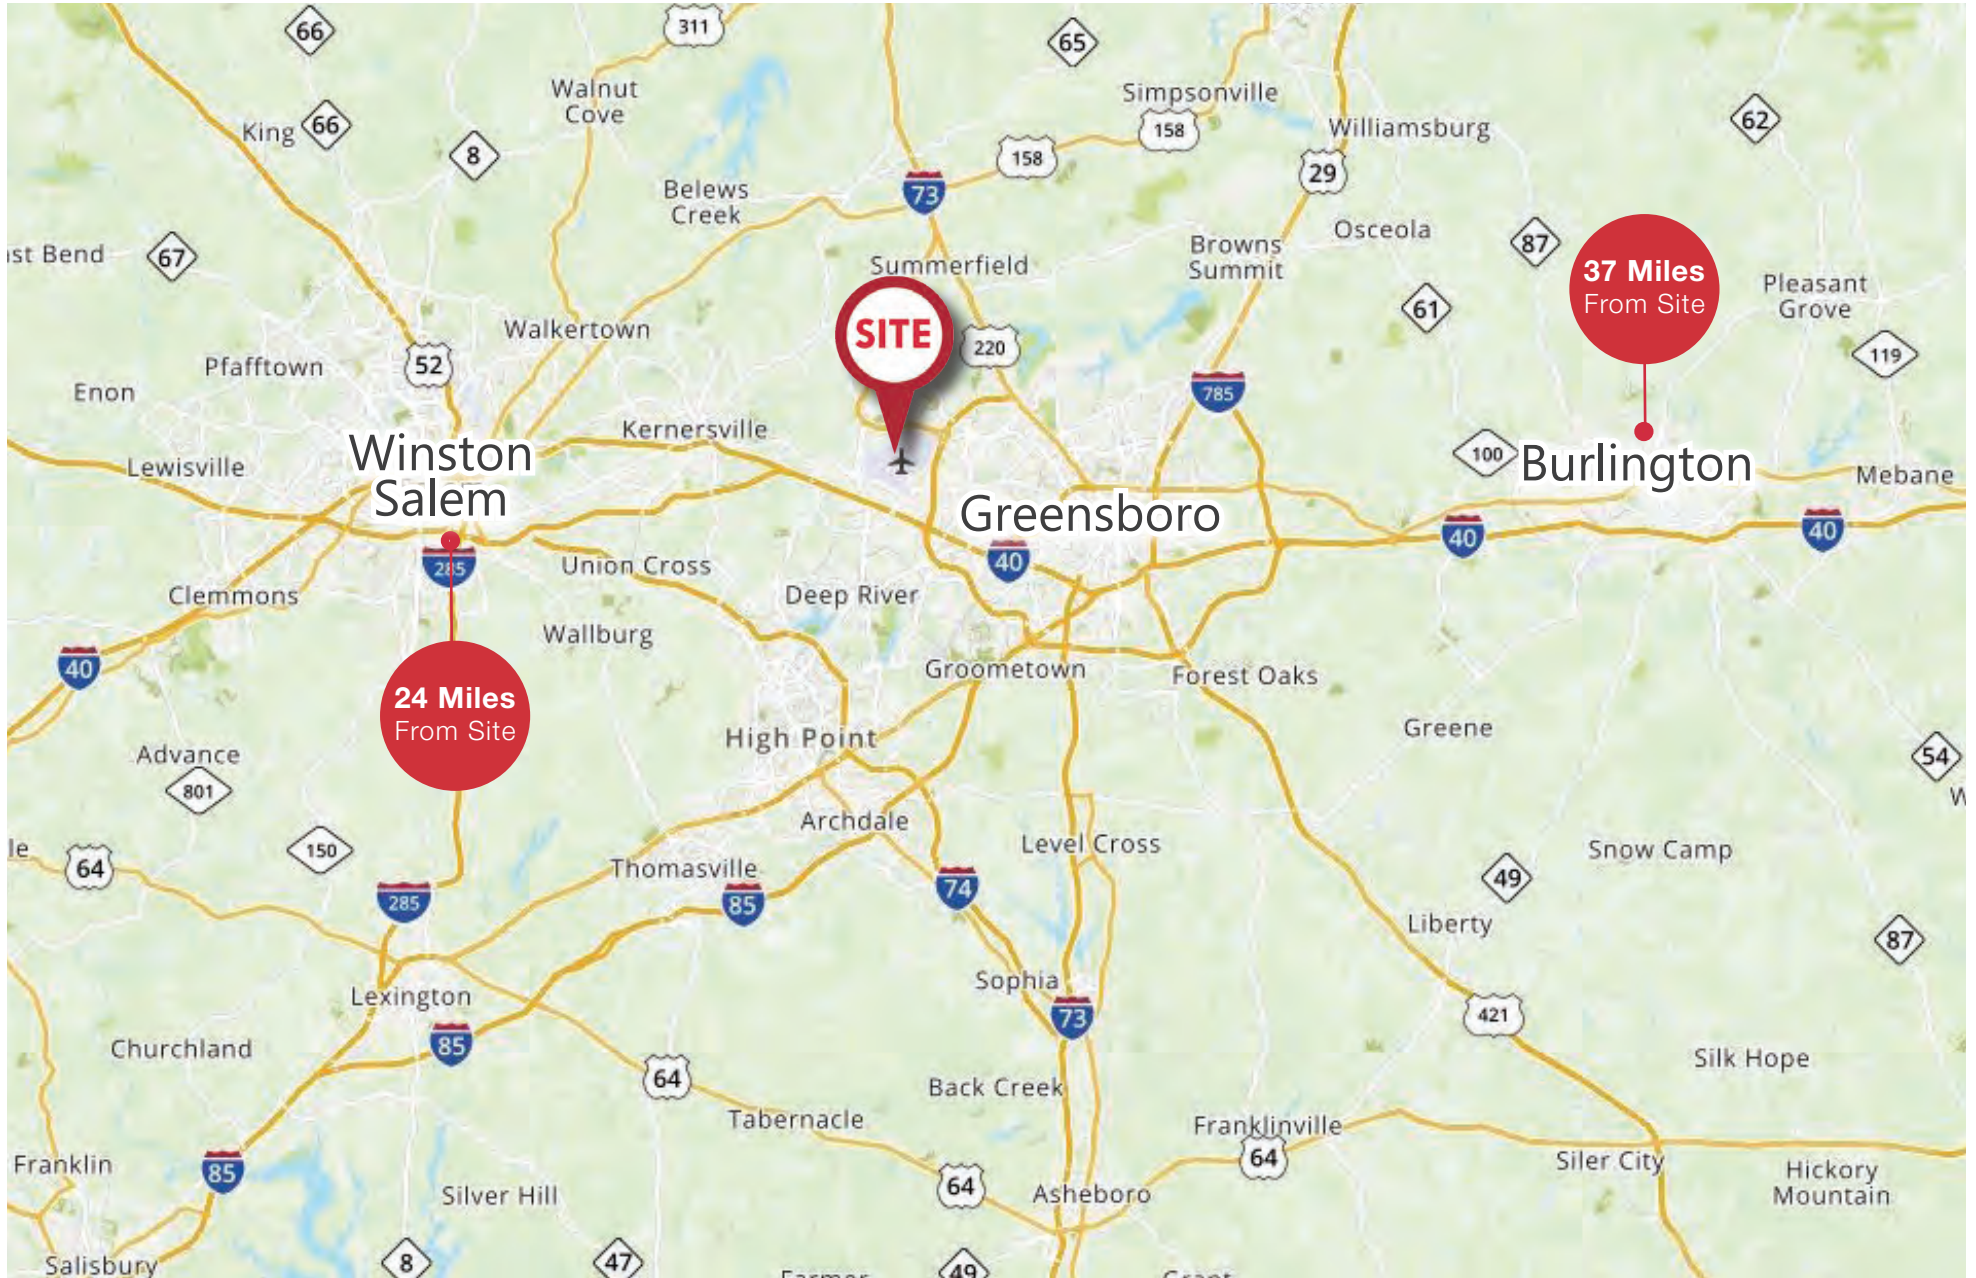 311
66
65
Walnut
Cove
Simpsonville
King
66
62
158
Williamsburg
158
8
29
Belews
Creek
73
Osceola
87
Browns
Summit
st Bend
67
Summerfield
37 Miles
From Site
Pleasant
Grove
61
Walkertown
SITE
220
119
Pfafftown
52
Enon
785
Kernersville
Winston
Salem
100
Burlington
Lewisville
Mebane
Greensboro
40
40
40
285
Union Cross
Deep River
Clemmons
Wallburg
40
Groometown
Forest Oaks
24 Miles
From Site
Greene
High Point
Advance
54
801
W
Archdale
Level Cross
150
le
64
Snow Camp
Thomasville
49
74
285
85
Liberty
87
Sophia
Lexington
73
421
85
Churchland
Silk Hope
64
Back Creek
Tabernacle
Franklinville
64
Siler City
Franklin
85
Hickory
Mountain
64
Silver Hill
Asheboro
Salisbury
8
47
49
Farmer
Grant